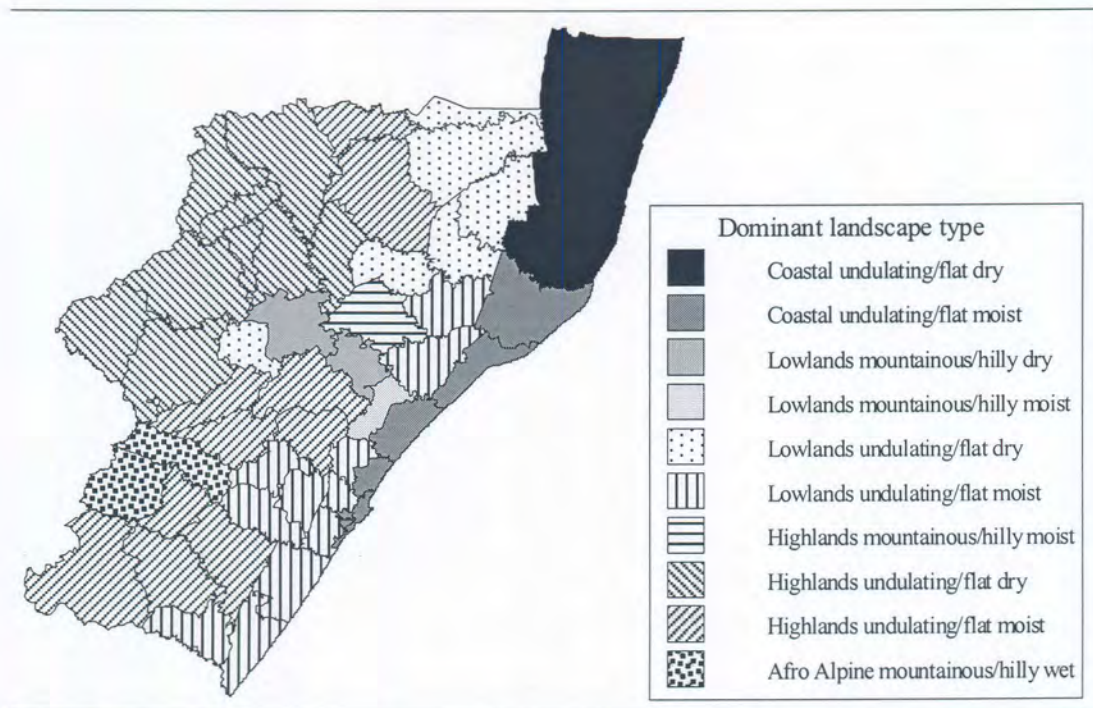 Dominant landscape type
Coastal undulating/flat dry
Coastal undulating/flat moist
Lowlands mountainous/hilly dry
Lowlands mountainous/hilly moist
Lowlands undulating/flat dry
Lowlands undulating/flat moist
Highlands mountainous/hilly moist
Highlands undulating/flat dry
Highlands undulating/flat moist
Afro Alpine mountainous/hilly wet